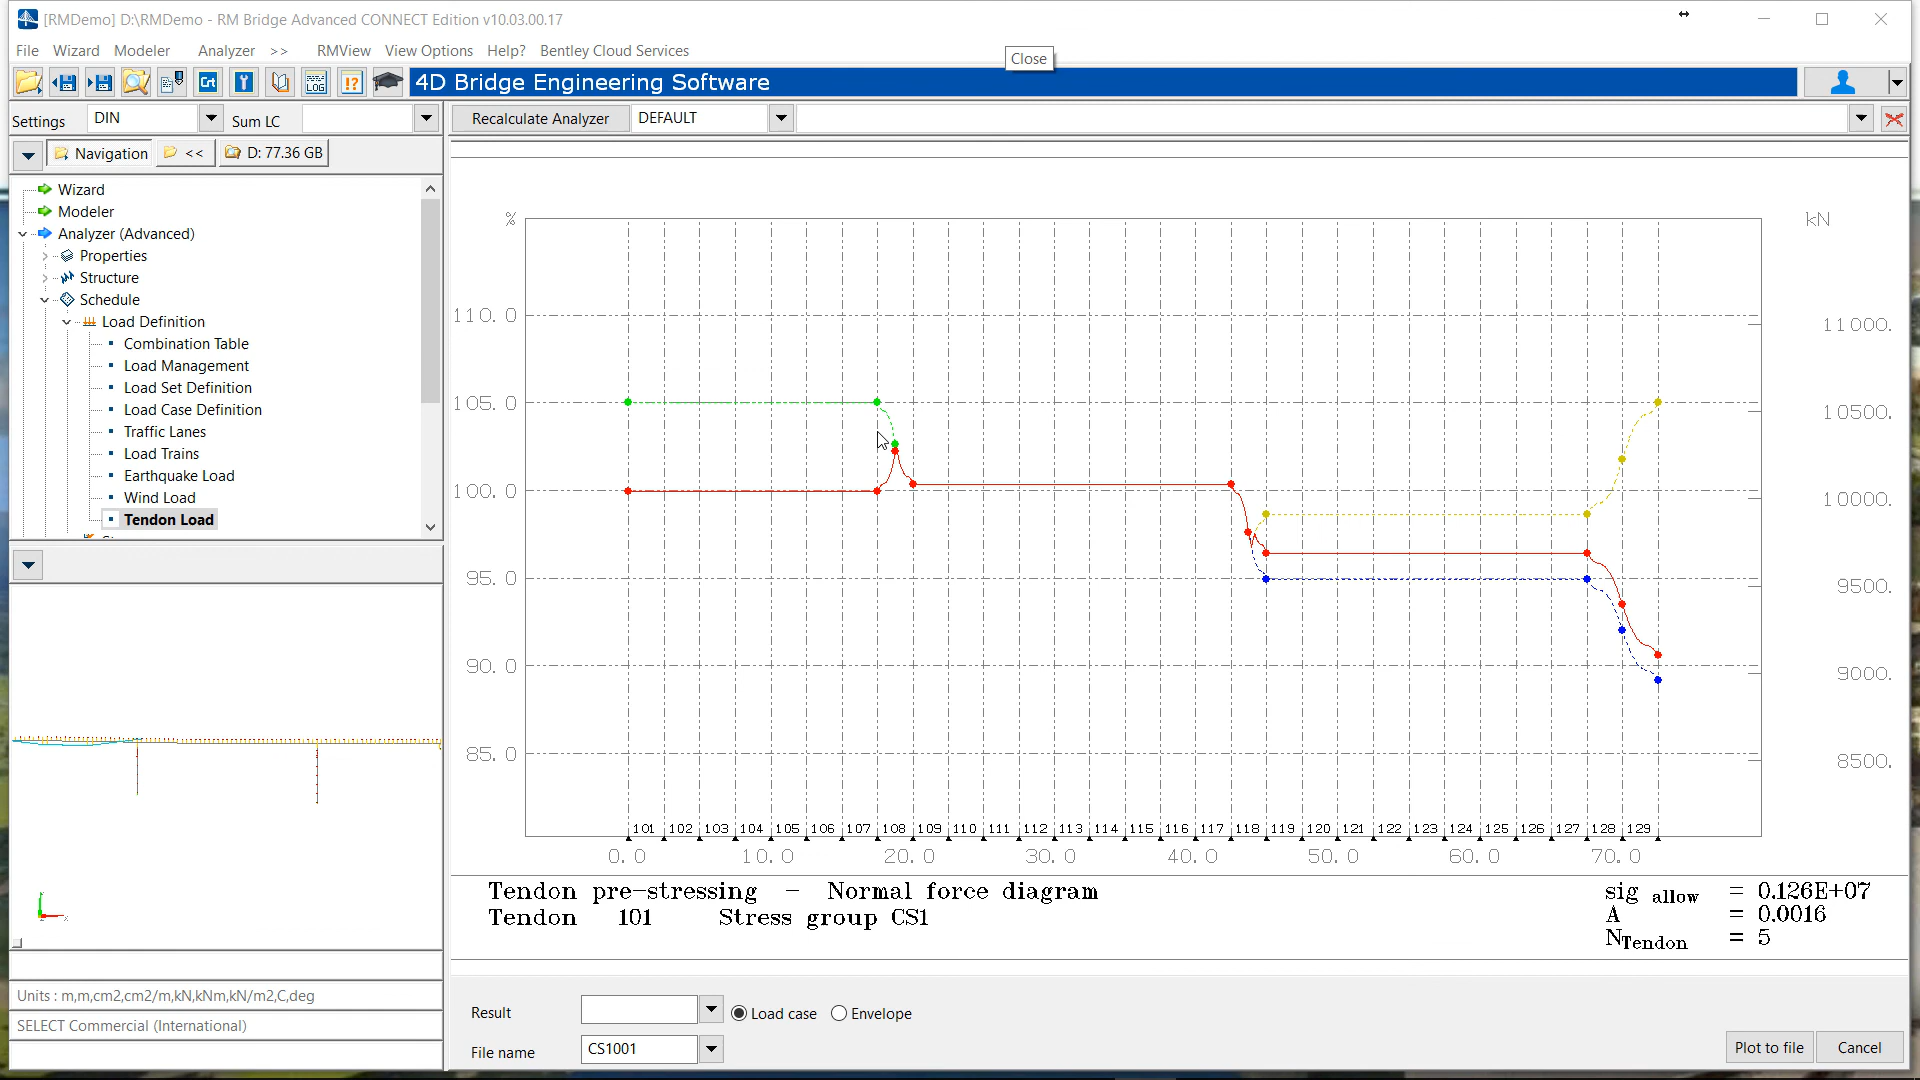 [RMDemo] D:\RMDemo - RM Bridge Advanced CONNECT Edition v10.03.00.17
File Wizard Modeler Analyzer >> RMView View Options Help? Bentley Cloud Services
Close
Crt LOG !? 4D Bridge Engineering Software
Settings DIN Sum LC Recalculate Analyzer DEFAULT
Navigation << D: 77.36 GB
Wizard
Modeler
Analyzer (Advanced)
Properties
Structure
Schedule
Load Definition
Combination Table
Load Management
Load Set Definition
Load Case Definition
Traffic Lanes
Load Trains
Earthquake Load
Wind Load
Tendon Load
% kN
110.0 11000.
105.0 10500.
100.0 10000.
95.0 9500.
90.0 9000.
85.0 8500.
101 102 103 104 105 106 107 108 109 110 111 112 113 114 115 116 117 118 119 120 121 122 123 124 125 126 127 128 129
0.0 10.0 20.0 30.0 40.0 50.0 60.0 70.0
Tendon pre-stressing - Normal force diagram
Tendon 101 Stress group CS1
sig allow = 0.126E+07
A = 0.0016
NTendon = 5
Units : m,m,cm2,cm2/m,kN,kNm,kN/m2,C,deg
SELECT Commercial (International)
Result Load case Envelope
File name CS1001
Plot to file Cancel